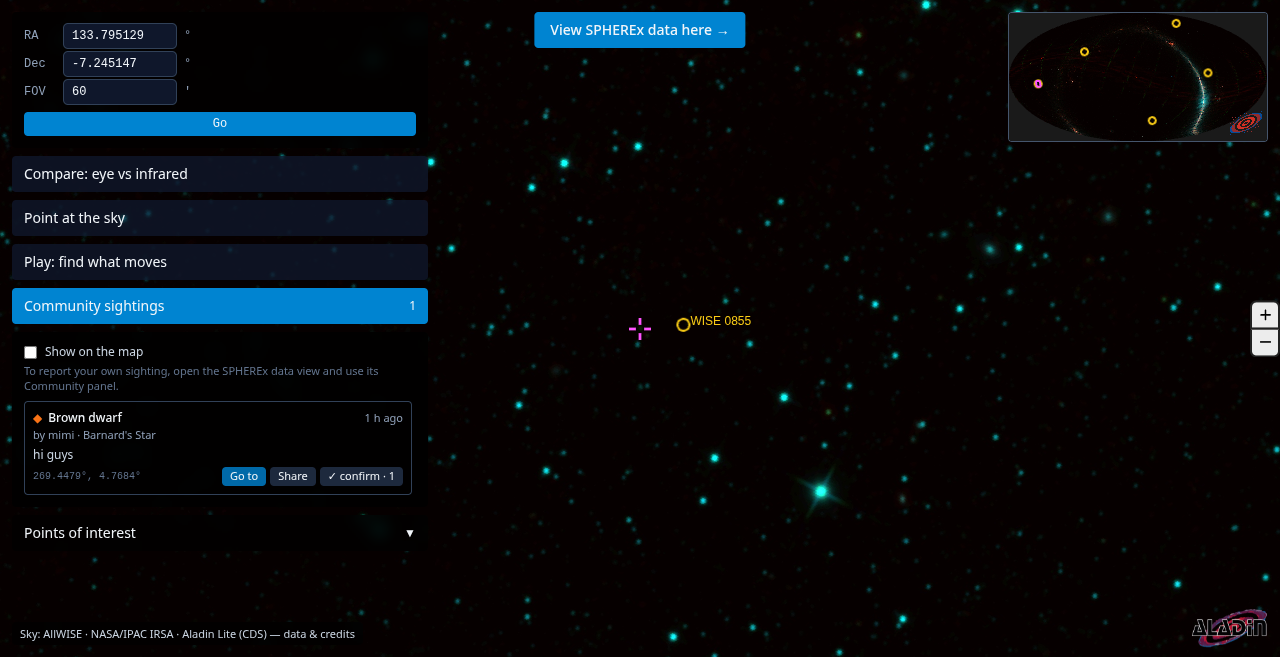 RA 133.795129 °
Dec -7.245147 °
FOV 60 '
Go
View SPHEREx data here →
Compare: eye vs infrared
Point at the sky
Play: find what moves
Community sightings 1
Show on the map
To report your own sighting, open the SPHEREx data view and use its
Community panel.
◆ Brown dwarf 1 h ago
by mimi · Barnard's Star
hi guys
269.4479°, 4.7684° Go to Share ✓ confirm · 1
Points of interest ▼
WISE 0855
+
−
Sky: AllWISE · NASA/IPAC IRSA · Aladin Lite (CDS) — data & credits
ALADIN